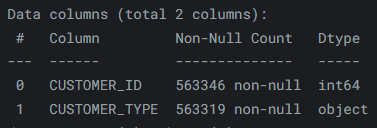 Data columns (total 2 columns):
 #   Column         Non-Null Count   Dtype
---  ------         --------------   -----
 0   CUSTOMER_ID    563346 non-null  int64
 1   CUSTOMER_TYPE  563319 non-null  object